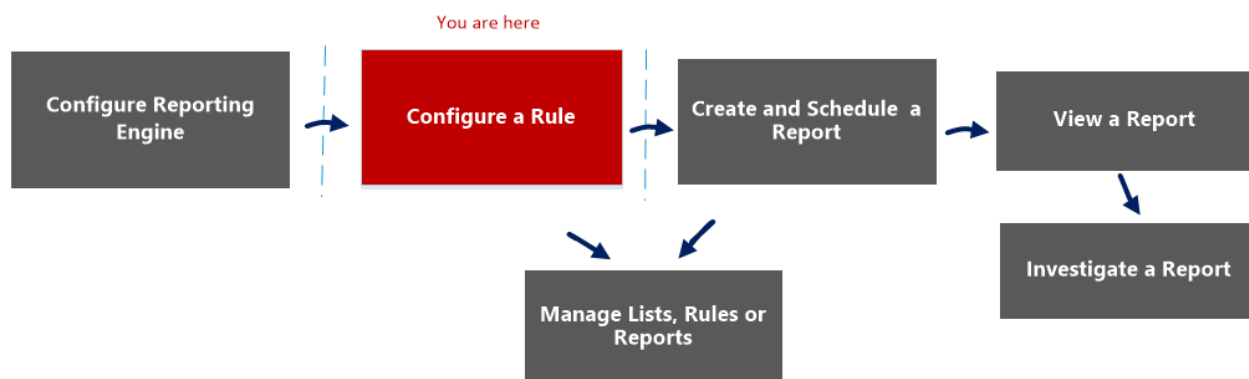 You are here
Configure Reporting
Engine
Configure a Rule
Create and Schedule a
Report
View a Report
Manage Lists, Rules or
Reports
Investigate a Report